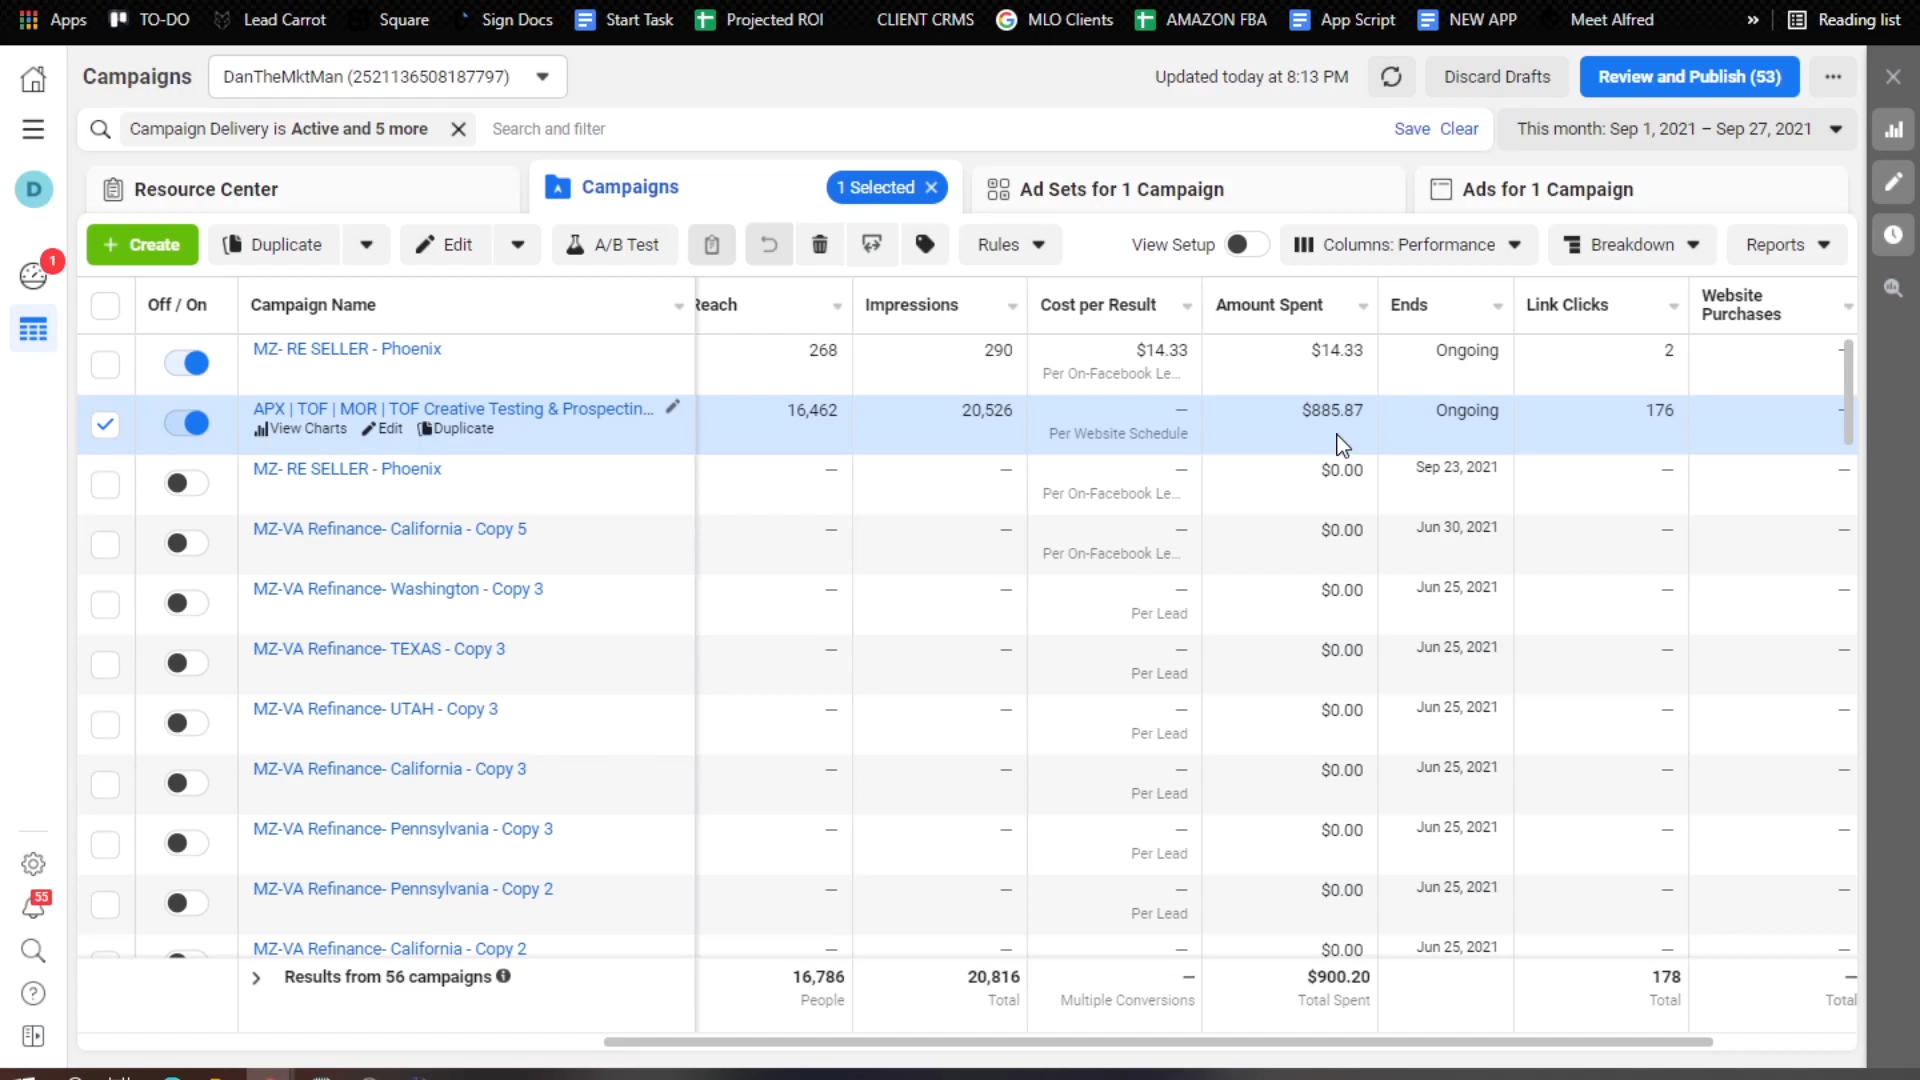 Apps TO-DO Lead Carrot Square Sign Docs Start Task Projected ROI CLIENT CRMS MLO Clients AMAZON FBA App Script NEW APP Meet Alfred » Reading list
Campaigns DanTheMktMan (2521136508187797) Updated today at 8:13 PM Discard Drafts Review and Publish (53) ...
Campaign Delivery is Active and 5 more Search and filter Save Clear This month: Sep 1, 2021 – Sep 27, 2021
D Resource Center Campaigns 1 Selected Ad Sets for 1 Campaign Ads for 1 Campaign
+ Create Duplicate Edit A/B Test Rules View Setup Columns: Performance Breakdown Reports
1
Off / On Campaign Name Reach Impressions Cost per Result Amount Spent Ends Link Clicks Website
Purchases
MZ- RE SELLER - Phoenix 268 290 $14.33 $14.33 Ongoing 2 —
Per On-Facebook Le...
APX | TOF | MOR | TOF Creative Testing & Prospectin... 16,462 20,526 — $885.87 Ongoing 176 —
View Charts Edit Duplicate Per Website Schedule
MZ- RE SELLER - Phoenix — — — $0.00 Sep 23, 2021 — —
Per On-Facebook Le...
MZ-VA Refinance- California - Copy 5 — — — $0.00 Jun 30, 2021 — —
Per On-Facebook Le...
MZ-VA Refinance- Washington - Copy 3 — — — $0.00 Jun 25, 2021 — —
Per Lead
MZ-VA Refinance- TEXAS - Copy 3 — — — $0.00 Jun 25, 2021 — —
Per Lead
MZ-VA Refinance- UTAH - Copy 3 — — — $0.00 Jun 25, 2021 — —
Per Lead
MZ-VA Refinance- California - Copy 3 — — — $0.00 Jun 25, 2021 — —
Per Lead
MZ-VA Refinance- Pennsylvania - Copy 3 — — — $0.00 Jun 25, 2021 — —
Per Lead
MZ-VA Refinance- Pennsylvania - Copy 2 — — — $0.00 Jun 25, 2021 — —
55 Per Lead
MZ-VA Refinance- California - Copy 2 — — — $0.00 Jun 25, 2021 — —
Results from 56 campaigns 16,786 20,816 — $900.20 178 —
People Total Multiple Conversions Total Spent Total Total